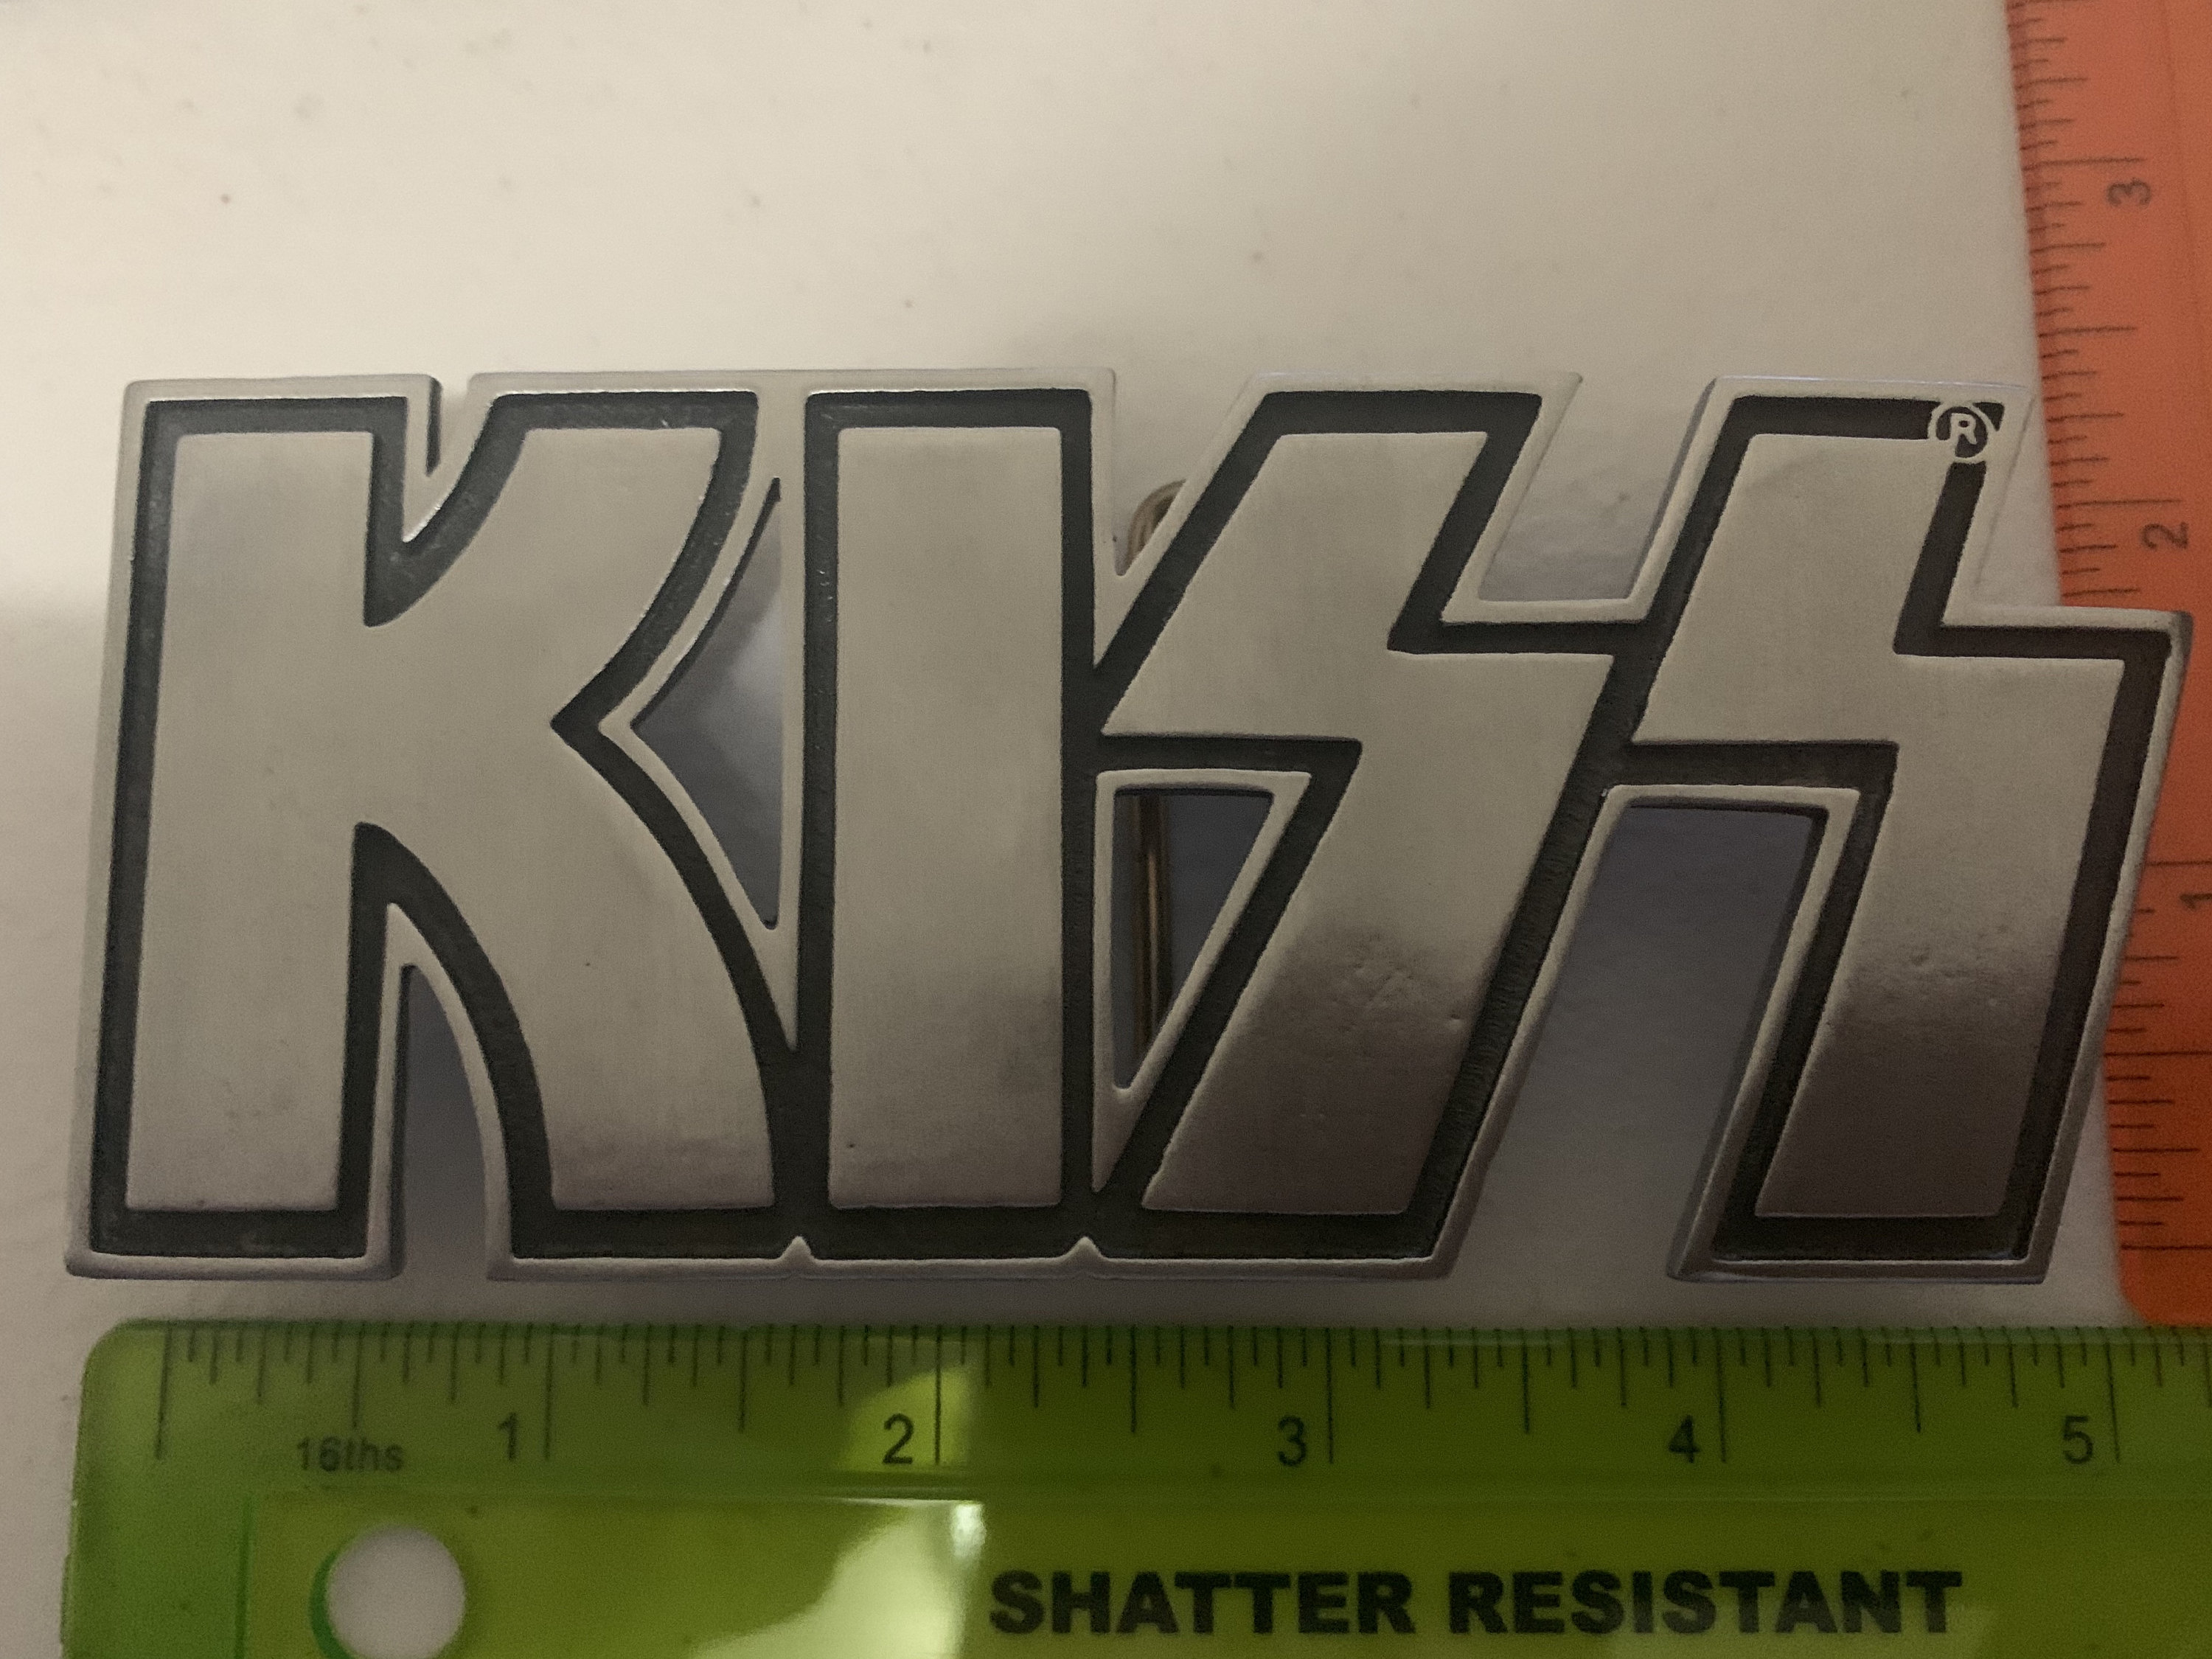 KISS
®
3
2
1
16ths 1 2 3 4 5
SHATTER RESISTANT